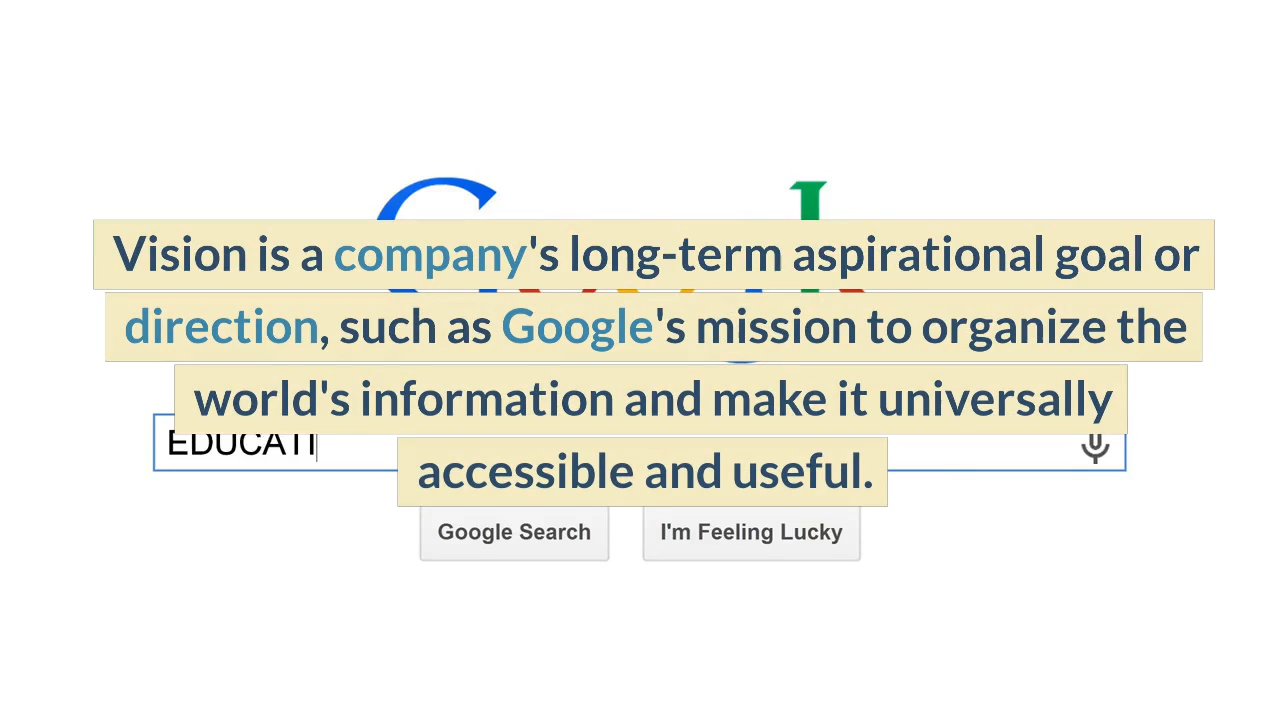 Vision is a company's long-term aspirational goal or
direction, such as Google's mission to organize the
world's information and make it universally
EDUCATI
accessible and useful.
Google Search
I'm Feeling Lucky